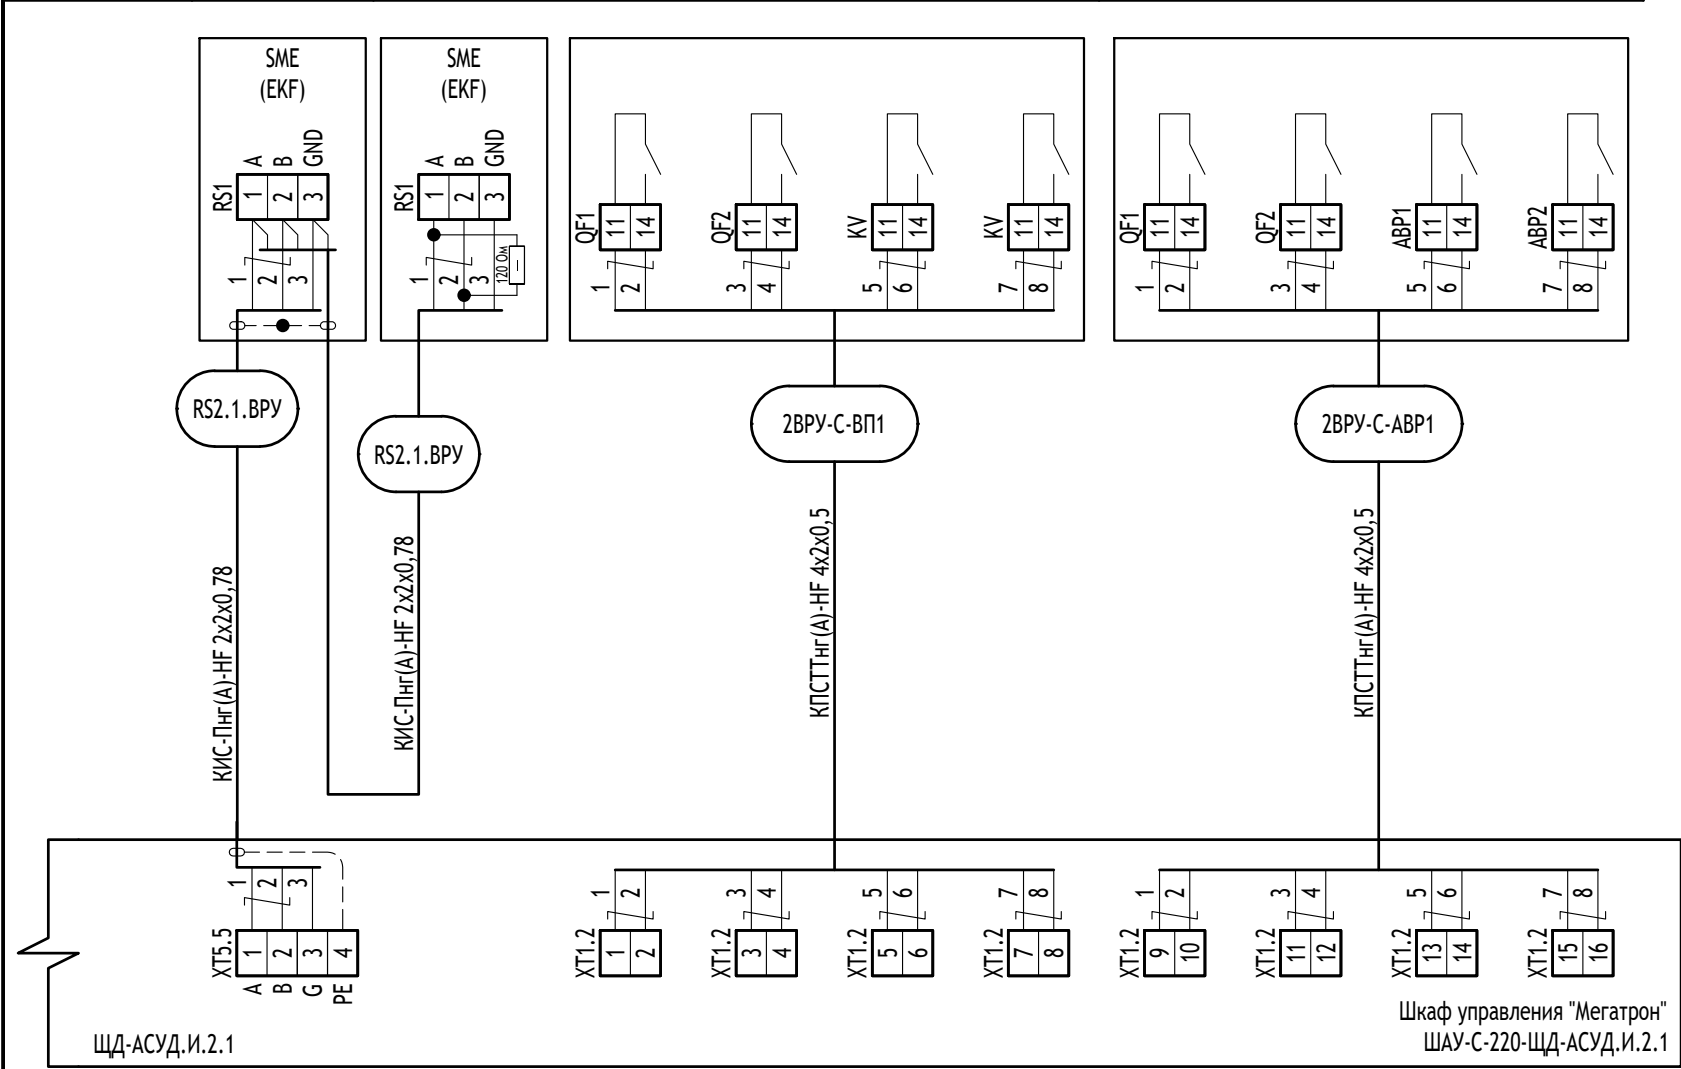 SME
(EKF)
SME
(EKF)
A
B
GND
RS1
1
2
3
1
2
3
A
B
GND
RS1
1
2
3
1
2
3
120 Ом
QF1
11
14
1
2
QF2
11
14
3
4
KV
11
14
5
6
KV
11
14
7
8
QF1
11
14
1
2
QF2
11
14
3
4
АВР1
11
14
5
6
АВР2
11
14
7
8
RS2.1.ВРУ
RS2.1.ВРУ
2ВРУ-С-ВП1
2ВРУ-С-АВР1
КИС-Пнг(А)-HF 2х2х0,78
КИС-Пнг(А)-HF 2х2х0,78
КПСТТнг(А)-HF 4х2х0,5
КПСТТнг(А)-HF 4х2х0,5
1
2
3
XT5.5
1
2
3
4
A
B
G
PE
1
2
XT1.2
1
2
3
4
XT1.2
3
4
5
6
XT1.2
5
6
7
8
XT1.2
7
8
1
2
XT1.2
9
10
3
4
XT1.2
11
12
5
6
XT1.2
13
14
7
8
XT1.2
15
16
ЩД-АСУД.И.2.1
Шкаф управления "Мегатрон"
ШАУ-С-220-ЩД-АСУД.И.2.1